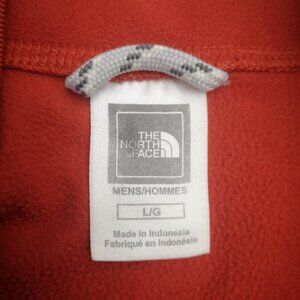 THE
NORTH
FACE
MENS/HOMMES
L/G
Made in Indonesia
Fabriqué en Indonésie